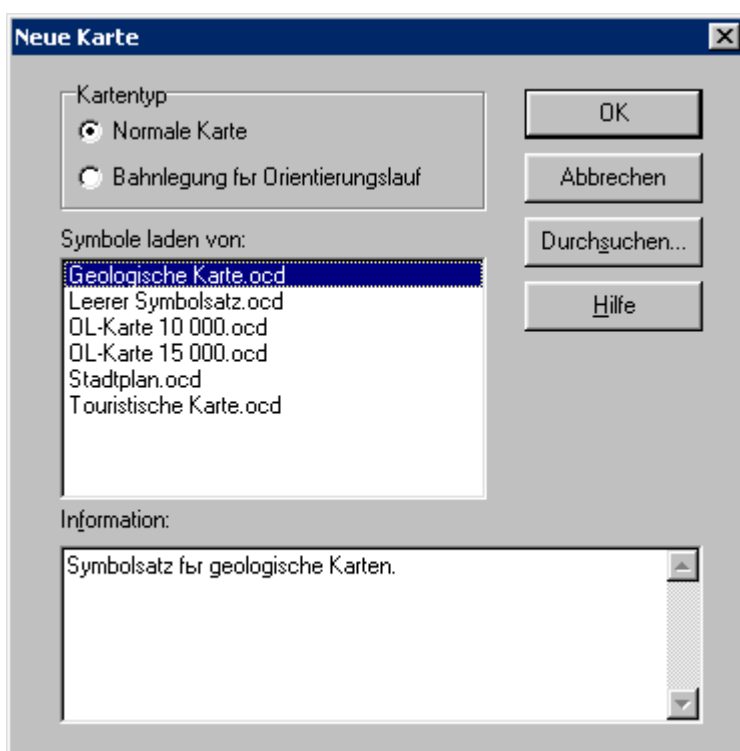 Neue Karte
Kartentyp
Normale Karte
Bahnlegung fьr Orientierungslauf
OK
Abbrechen
Durchsuchen...
Hilfe
Symbole laden von:
Geologische Karte.ocd
Leerer Symbolsatz.ocd
OL-Karte 10 000.ocd
OL-Karte 15 000.ocd
Stadtplan.ocd
Touristische Karte.ocd
Information:
Symbolsatz fьr geologische Karten.